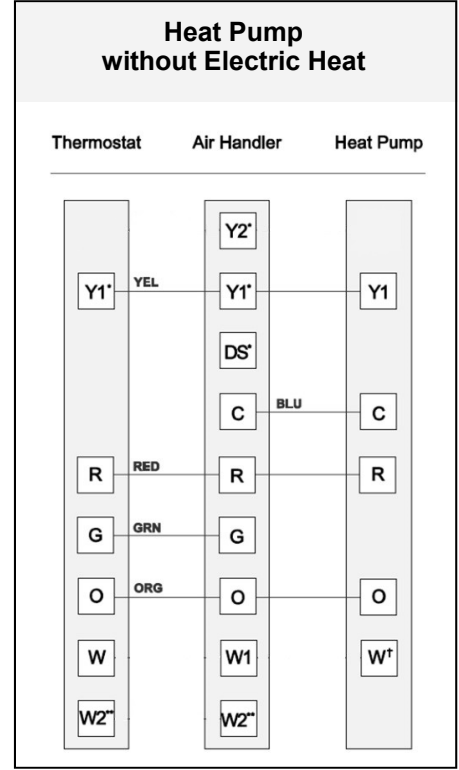 Heat Pump
without Electric Heat
Thermostat Air Handler Heat Pump
Y2*
Y1* YEL Y1* Y1
DS*
C BLU C
R RED R R
G GRN G
O ORG O O
W W1 W†
W2** W2**